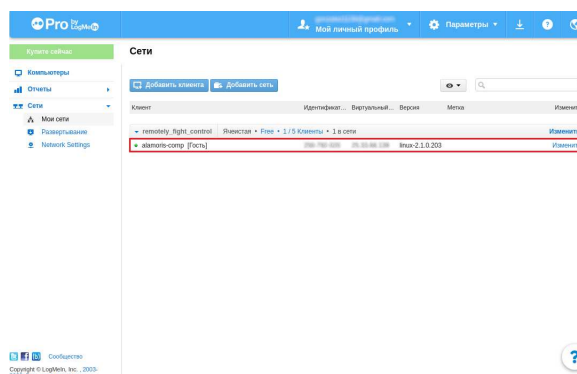 Pro by LogMeIn
Мой личный профиль
Параметры
?
Купите сейчас
Сети
Компьютеры
Отчеты
Сети
Мои сети
Развертывание
Network Settings
Добавить клиента
Добавить сеть
Клиент Идентификат... Виртуальный... Версия Метка Изменит
remotely_fight_control Ячеистая • Free • 1 / 5 Клиенты • 1 в сети Изменит
alamoris-comp [Гость] linux-2.1.0.203 Изменит
Сообщество
?
Copyright © LogMeIn, Inc. , 2003-